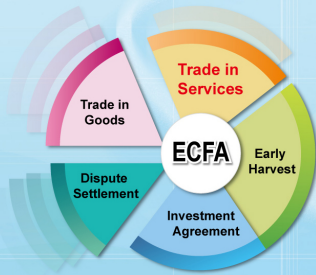 Trade in
Services
Trade in
Goods
ECFA
Early
Harvest
Dispute
Settlement
Investment
Agreement